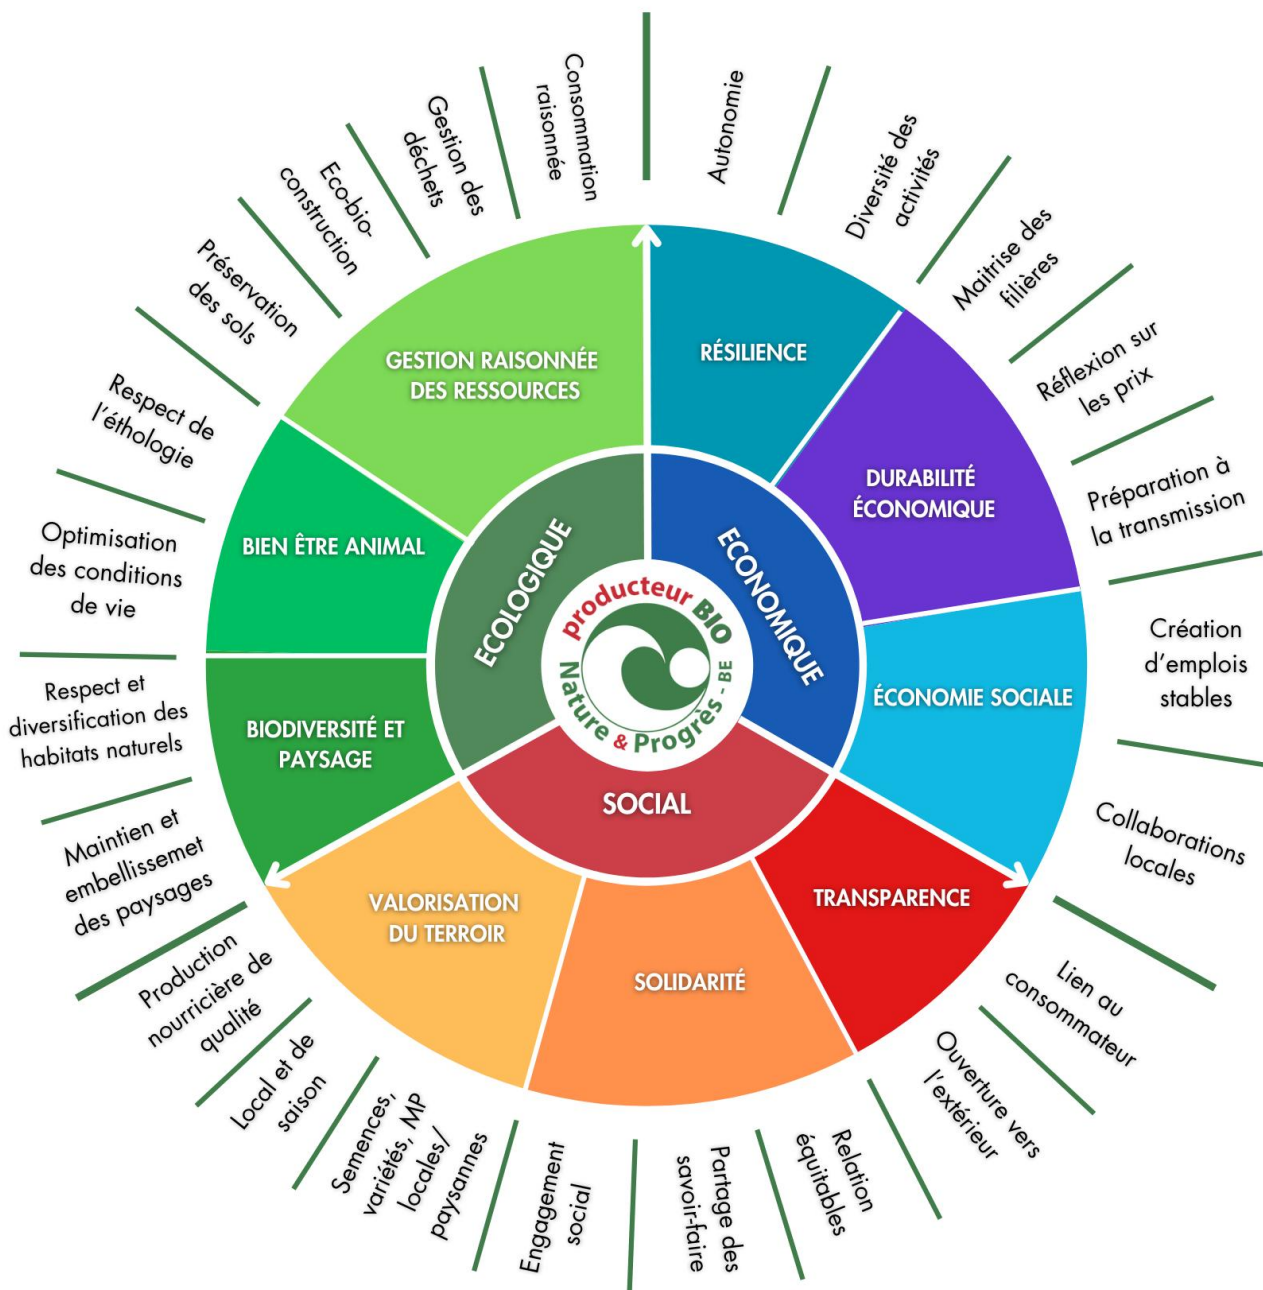 Autonomie
Diversité des
activités
Maitrise des
filières
Réflexion sur
les prix
Préparation à
la transmission
Création
d'emplois
stables
Collaborations
locales
Lien au
consommateur
Ouverture vers
l'extérieur
Relation
équitables
Partage des
savoir-faire
Engagement
social
Semences,
variétés, MP
locales/
paysannes
Local et de
saison
Production
nourricière de
qualité
Maintien et
embellissemet
des paysages
Respect et
diversification des
habitats naturels
Optimisation
des conditions
de vie
Respect de
l'éthologie
Préservation
des sols
Eco-bio-
construction
Gestion des
déchets
Consommation
raisonnée
RÉSILIENCE
DURABILITÉ
ÉCONOMIQUE
ÉCONOMIE SOCIALE
TRANSPARENCE
SOLIDARITÉ
VALORISATION
DU TERROIR
BIODIVERSITÉ ET
PAYSAGE
BIEN ÊTRE ANIMAL
GESTION RAISONNÉE
DES RESSOURCES
ECOLOGIQUE
ECONOMIQUE
SOCIAL
producteur BIO
Nature & Progrès - BE